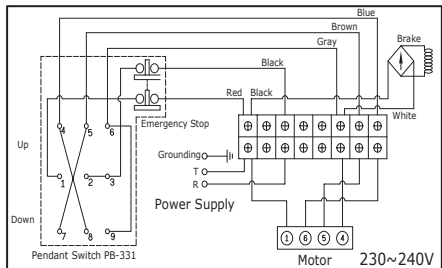 Blue
Brown
Brake
Gray
Black
Red
Black
White
4
5
6
Emergency Stop
Up
Grounding
1
2
3
T
R
Power Supply
Down
7
8
9
1
6
5
4
Pendant Switch PB-331
Motor
230~240V